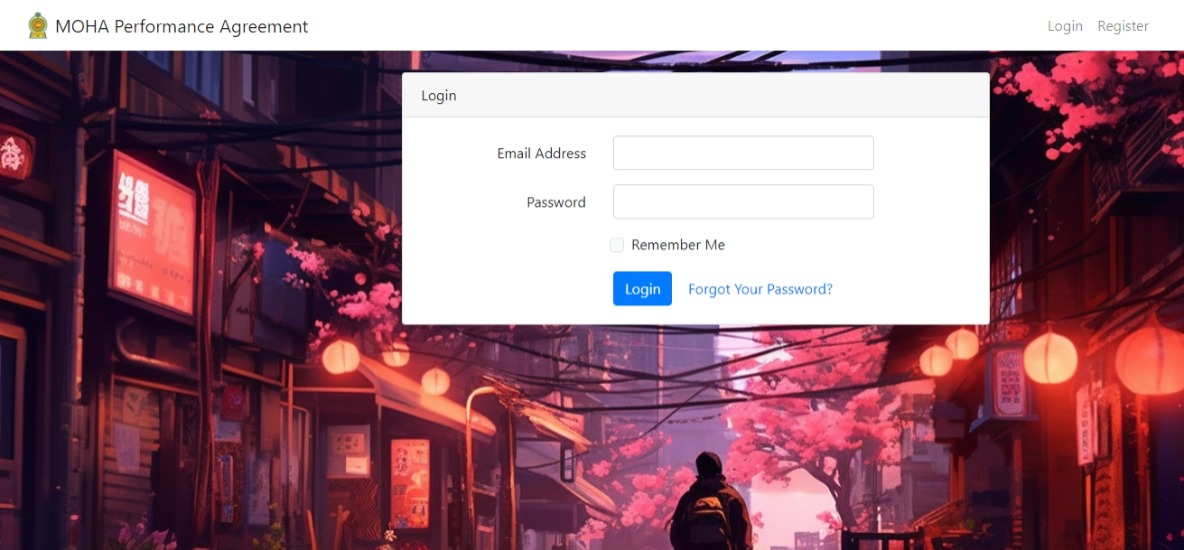 MOHA Performance Agreement
Login
Register
Login
Email Address
Password
Remember Me
Login
Forgot Your Password?